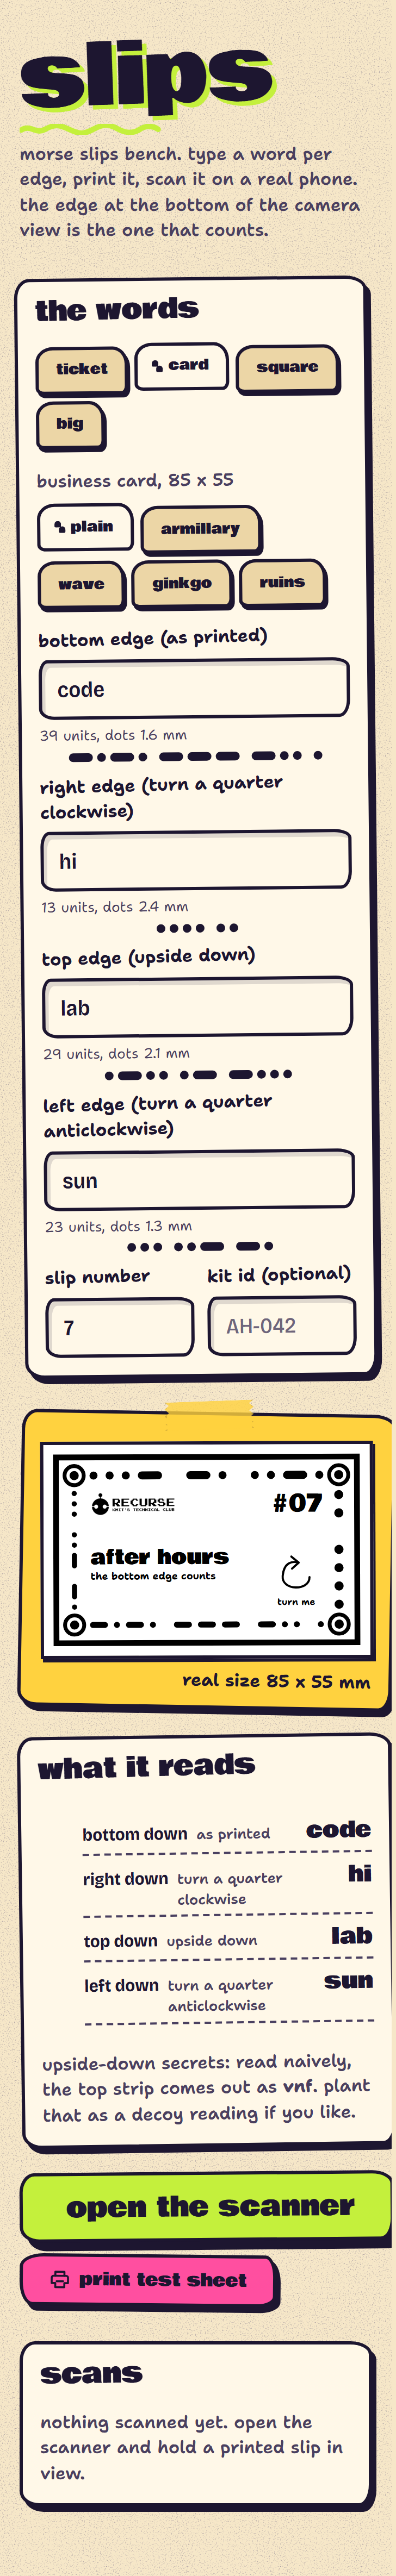 slips
morse slips bench. type a word per
edge, print it, scan it on a real phone.
the edge at the bottom of the camera
view is the one that counts.
the words
ticket card square
big
business card, 85 x 55
plain armillary
wave ginkgo ruins
bottom edge (as printed)
code
39 units, dots 1.6 mm
right edge (turn a quarter
clockwise)
hi
13 units, dots 2.4 mm
top edge (upside down)
lab
29 units, dots 2.1 mm
left edge (turn a quarter
anticlockwise)
sun
23 units, dots 1.3 mm
slip number kit id (optional)
7 AH-042
RECURSE #07
&MIT'S TECHNICAL CLUB
after hours
the bottom edge counts
turn me
real size 85 x 55 mm
what it reads
bottom down as printed code
right down turn a quarter hi
clockwise
top down upside down lab
left down turn a quarter sun
anticlockwise
upside-down secrets: read naively,
the top strip comes out as vnf. plant
that as a decoy reading if you like.
open the scanner
print test sheet
scans
nothing scanned yet. open the
scanner and hold a printed slip in
view.